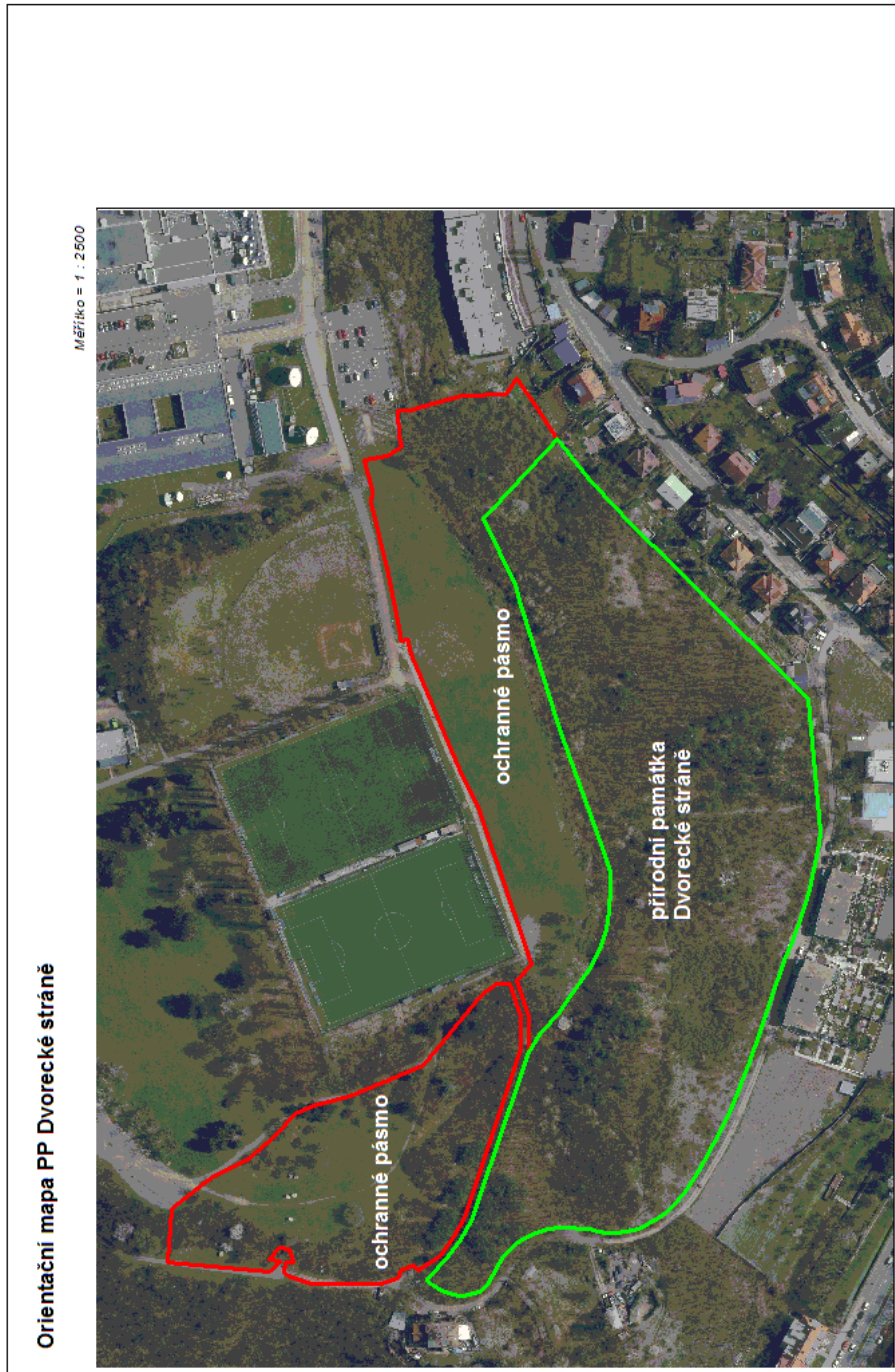 Orientační mapa PP Dvorecké stráně
Měřítko = 1 : 2500
ochranné pásmo
ochranné pásmo
přírodní památka
Dvorecké stráně